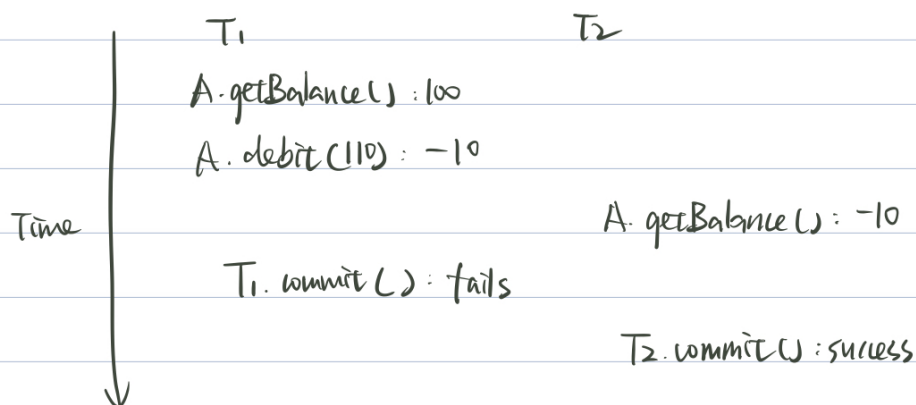 T1 T2
A.getBalance() : 100
A.debit(110) : -10
Time
A.getBalance() : -10
T1.commit() : fails
T2.commit() : success